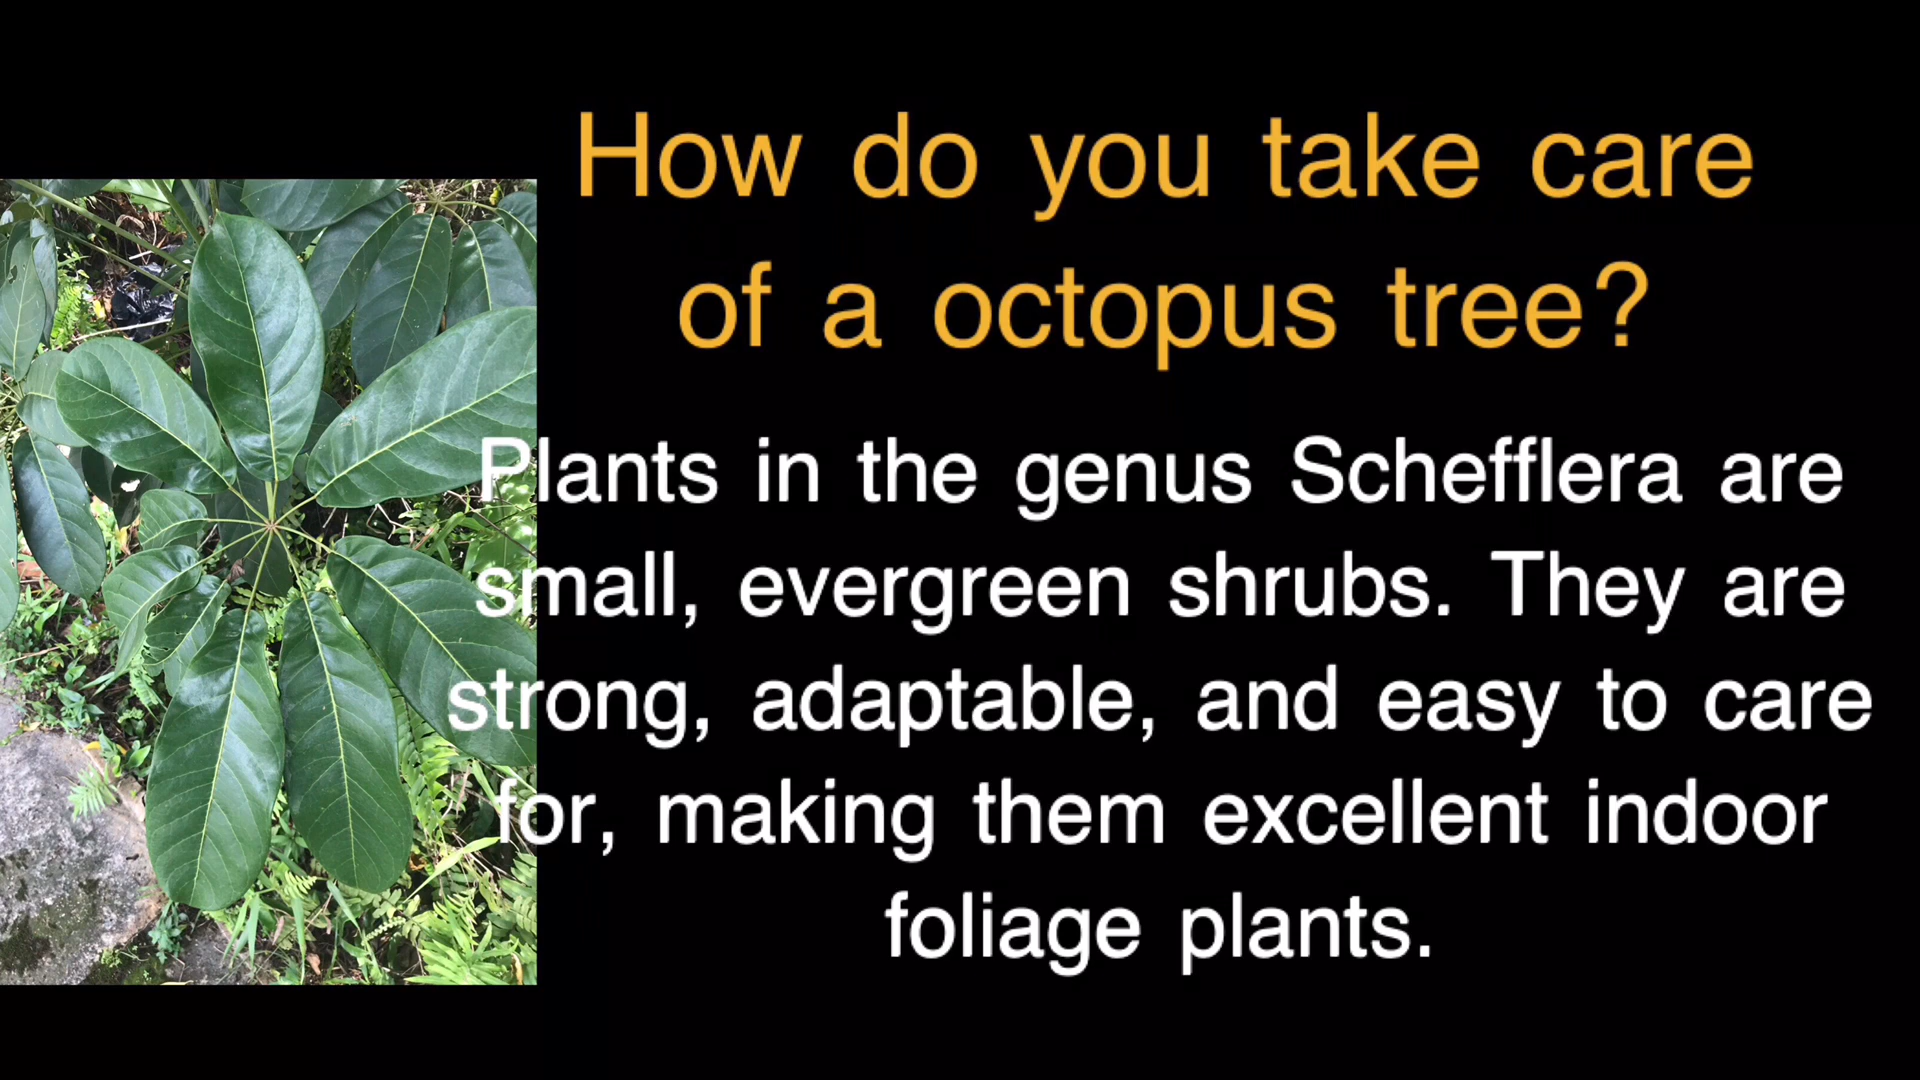 How do you take care
of a octopus tree?
Plants in the genus Schefflera are
small, evergreen shrubs. They are
strong, adaptable, and easy to care
for, making them excellent indoor
foliage plants.